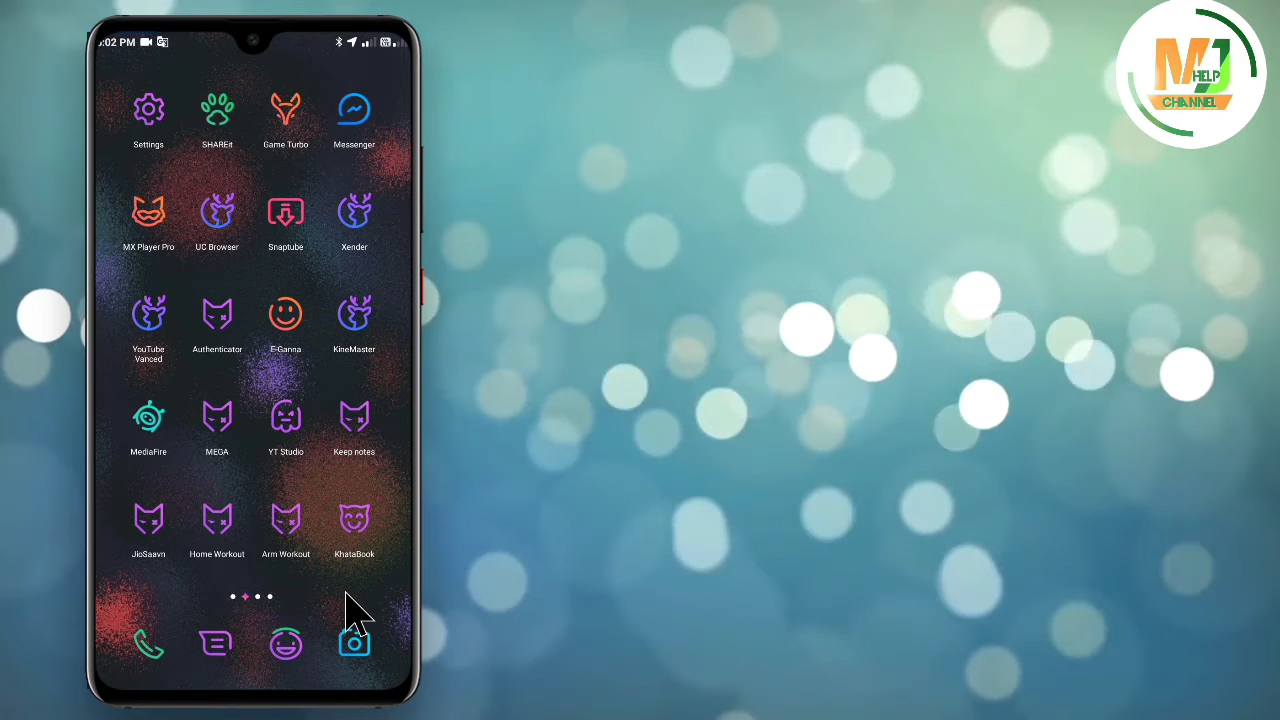 :02 PM
Settings SHAREit Game Turbo Messenger
MX Player Pro UC Browser Snaptube Xender
YouTube Vanced Authenticator E-Ganna KineMaster
MediaFire MEGA YT Studio Keep notes
JioSaavn Home Workout Arm Workout KhataBook
MJ
HELP
CHANNEL